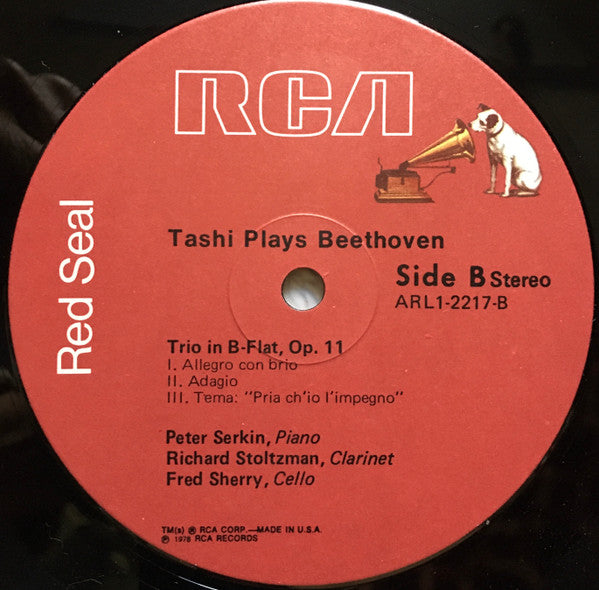 RCA
Red Seal
Tashi Plays Beethoven
Side B Stereo
ARL1-2217-B
Trio in B-Flat, Op. 11
I. Allegro con brio
II. Adagio
III. Tema: "Pria ch'io l'impegno"
Peter Serkin, Piano
Richard Stoltzman, Clarinet
Fred Sherry, Cello
TM(s) ® RCA CORP.—MADE IN U.S.A.
℗ 1978 RCA RECORDS